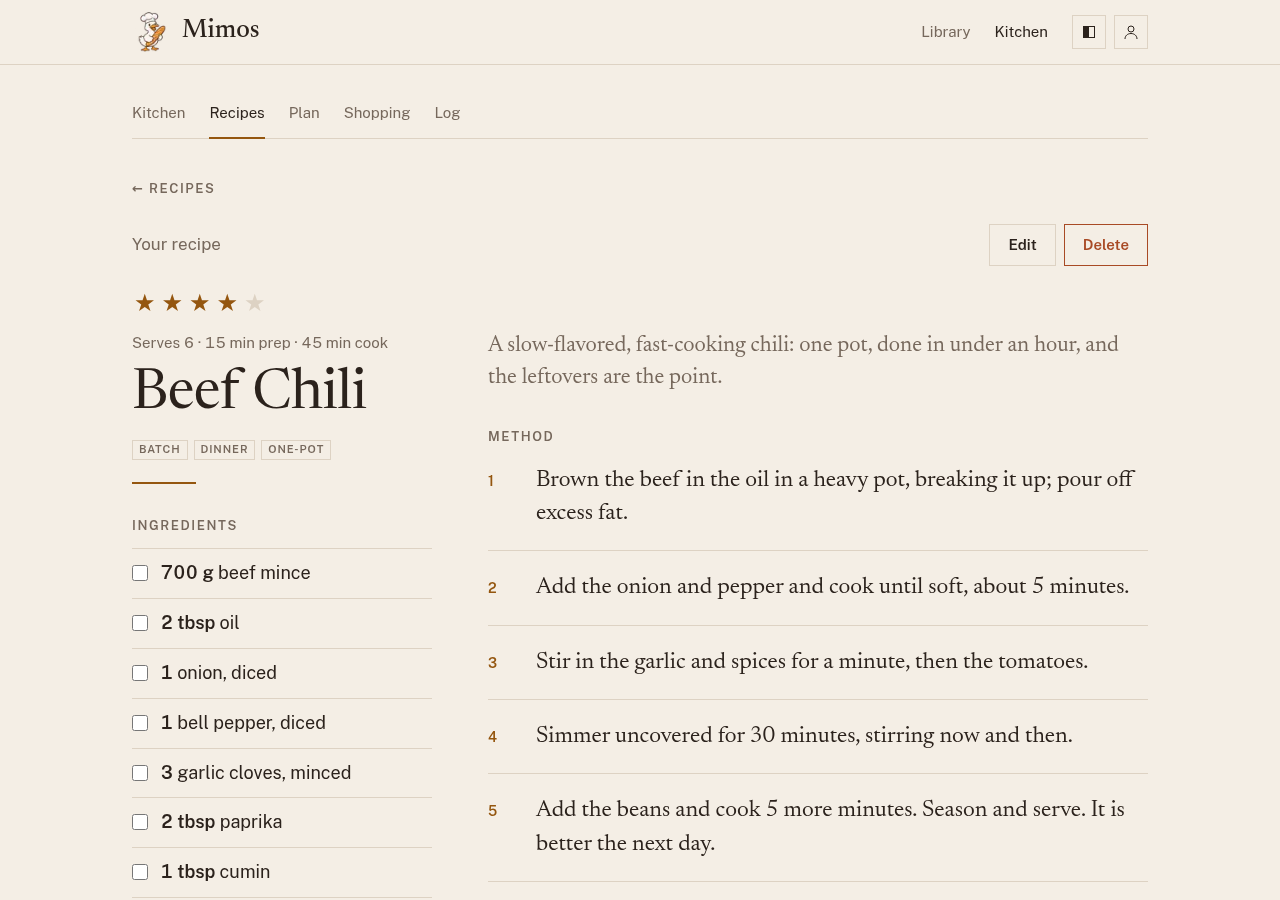 Mimos
Library Kitchen
Kitchen Recipes Plan Shopping Log
← RECIPES
Your recipe
Edit Delete
★ ★ ★ ★ ★
Serves 6 · 15 min prep · 45 min cook
Beef Chili
BATCH DINNER ONE-POT
INGREDIENTS
700 g beef mince
2 tbsp oil
1 onion, diced
1 bell pepper, diced
3 garlic cloves, minced
2 tbsp paprika
1 tbsp cumin
A slow-flavored, fast-cooking chili: one pot, done in under an hour, and
the leftovers are the point.
METHOD
1 Brown the beef in the oil in a heavy pot, breaking it up; pour off
excess fat.
2 Add the onion and pepper and cook until soft, about 5 minutes.
3 Stir in the garlic and spices for a minute, then the tomatoes.
4 Simmer uncovered for 30 minutes, stirring now and then.
5 Add the beans and cook 5 more minutes. Season and serve. It is
better the next day.